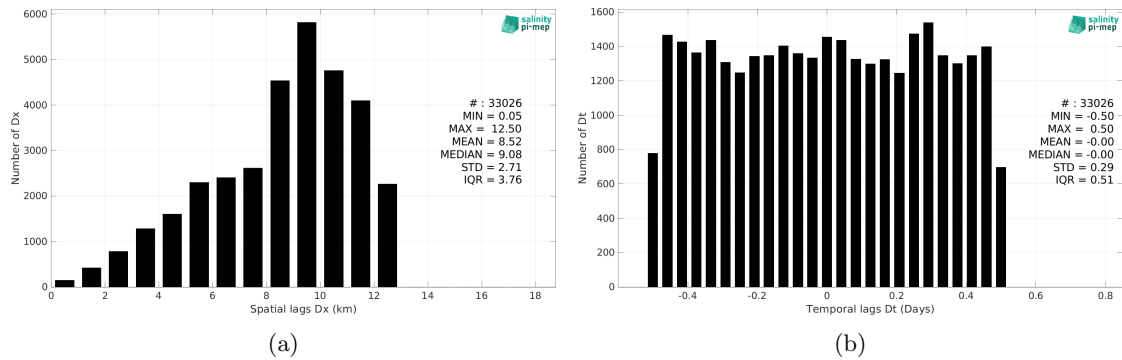 6000
5000
4000
3000
2000
1000
0
Number of Dx
0 2 4 6 8 10 12 14 16 18
Spatial lags Dx (km)
salinity
pi-mep
# : 33026
MIN = 0.05
MAX = 12.50
MEAN = 8.52
MEDIAN = 9.08
STD = 2.71
IQR = 3.76
(a)
1600
1400
1200
1000
800
600
400
200
0
Number of Dt
-0.4 -0.2 0 0.2 0.4 0.6 0.8
Temporal lags Dt (Days)
salinity
pi-mep
# : 33026
MIN = -0.50
MAX = 0.50
MEAN = -0.00
MEDIAN = -0.00
STD = 0.29
IQR = 0.51
(b)